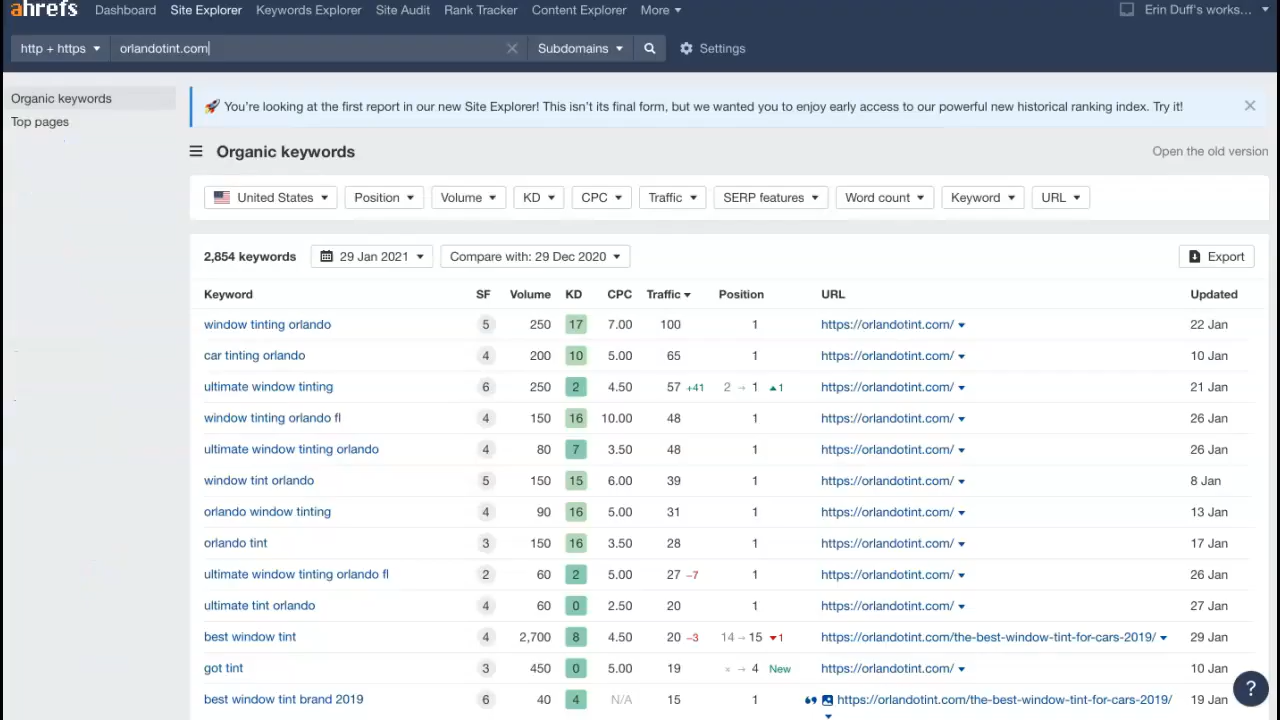 ahrefs Dashboard Site Explorer Keywords Explorer Site Audit Rank Tracker Content Explorer More Erin Duff's works...
http + https orlandotint.com Subdomains Settings
Organic keywords
Top pages
🚀 You're looking at the first report in our new Site Explorer! This isn't its final form, but we wanted you to enjoy early access to our powerful new historical ranking index. Try it!
Organic keywords Open the old version
United States Position Volume KD CPC Traffic SERP features Word count Keyword URL
2,854 keywords 29 Jan 2021 Compare with: 29 Dec 2020 Export
Keyword SF Volume KD CPC Traffic Position URL Updated
window tinting orlando 5 250 17 7.00 100 1 https://orlandotint.com/ 22 Jan
car tinting orlando 4 200 10 5.00 65 1 https://orlandotint.com/ 10 Jan
ultimate window tinting 6 250 2 4.50 57 +41 2 → 1 ▲1 https://orlandotint.com/ 21 Jan
window tinting orlando fl 4 150 16 10.00 48 1 https://orlandotint.com/ 26 Jan
ultimate window tinting orlando 4 80 7 3.50 48 1 https://orlandotint.com/ 26 Jan
window tint orlando 5 150 15 6.00 39 1 https://orlandotint.com/ 8 Jan
orlando window tinting 4 90 16 5.00 31 1 https://orlandotint.com/ 13 Jan
orlando tint 3 150 16 3.50 28 1 https://orlandotint.com/ 17 Jan
ultimate window tinting orlando fl 2 60 2 5.00 27 −7 1 https://orlandotint.com/ 26 Jan
ultimate tint orlando 4 60 0 2.50 20 1 https://orlandotint.com/ 27 Jan
best window tint 4 2,700 8 4.50 20 −3 14 → 15 ▼1 https://orlandotint.com/the-best-window-tint-for-cars-2019/ 29 Jan
got tint 3 450 0 5.00 19 × → 4 New https://orlandotint.com/ 10 Jan
best window tint brand 2019 6 40 4 N/A 15 1 https://orlandotint.com/the-best-window-tint-for-cars-2019/ 19 Jan
?